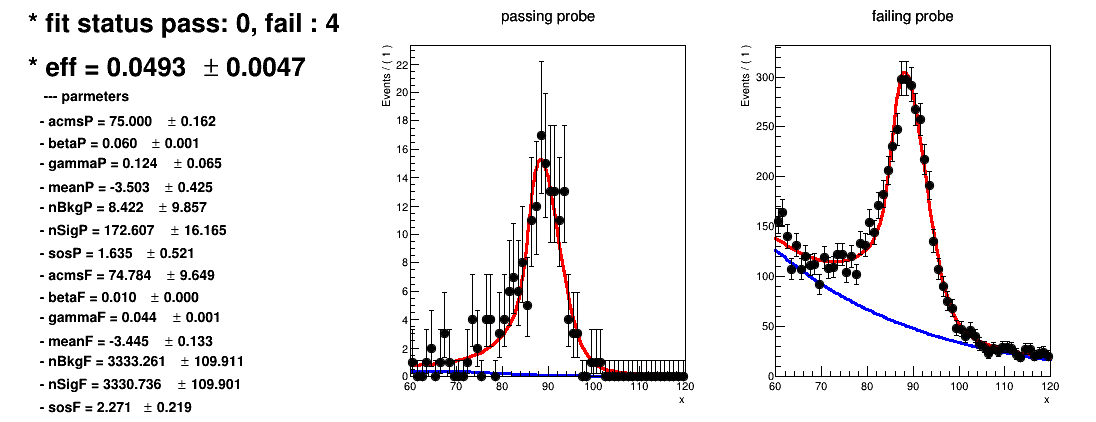 * fit status pass: 0, fail : 4
* eff = 0.0493 ± 0.0047
--- parmeters
- acmsP = 75.000 ± 0.162
- betaP = 0.060 ± 0.001
- gammaP = 0.124 ± 0.065
- meanP = -3.503 ± 0.425
- nBkgP = 8.422 ± 9.857
- nSigP = 172.607 ± 16.165
- sosP = 1.635 ± 0.521
- acmsF = 74.784 ± 9.649
- betaF = 0.010 ± 0.000
- gammaF = 0.044 ± 0.001
- meanF = -3.445 ± 0.133
- nBkgF = 3333.261 ± 109.911
- nSigF = 3330.736 ± 109.901
- sosF = 2.271 ± 0.219
passing probe
Events / ( 1 )
22
20
18
16
14
12
10
8
6
4
2
0
60 70 80 90 100 110 120
x
failing probe
Events / ( 1 )
300
250
200
150
100
50
0
60 70 80 90 100 110 120
x